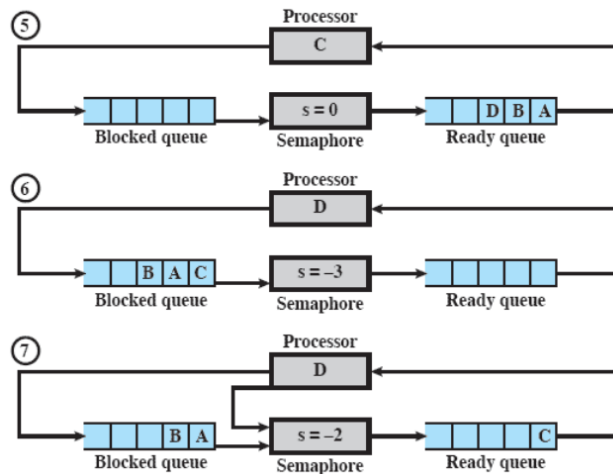 5
Processor
C
s = 0
D B A
Blocked queue
Semaphore
Ready queue
6
Processor
D
B A C
s = –3
Blocked queue
Semaphore
Ready queue
7
Processor
D
B A
s = –2
C
Blocked queue
Semaphore
Ready queue